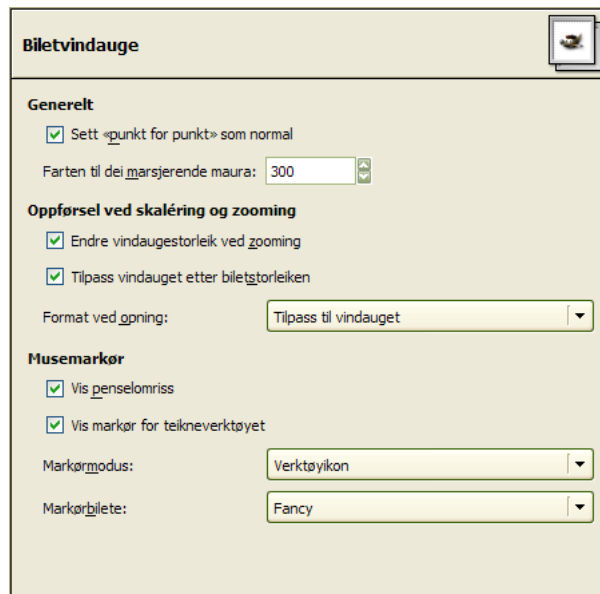 Biletvindauge
Generelt
Sett «punkt for punkt» som normal
Farten til dei marsjerende maura: 300
Oppførsel ved skaléring og zooming
Endre vindaugestorleik ved zooming
Tilpass vindauget etter biletstorleiken
Format ved opning: Tilpass til vindauget
Musemarkør
Vis penselomriss
Vis markør for teikneverktøyet
Markørmodus: Verktøyikon
Markørbilete: Fancy